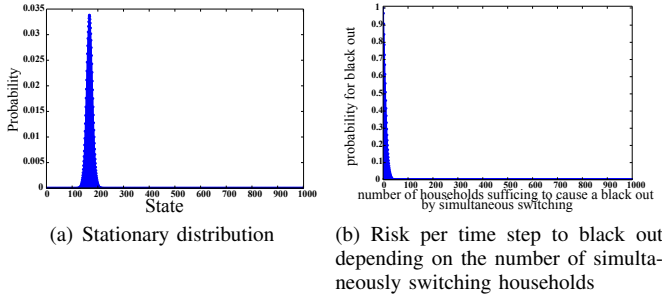 0.035
0.03
0.025
0.02
0.015
0.01
0.005
0
Probability
0 100 200 300 400 500 600 700 800 900 1000
State
(a) Stationary distribution
1
0.9
0.8
0.7
0.6
0.5
0.4
0.3
0.2
0.1
0
probability for black out
0 100 200 300 400 500 600 700 800 900 1000
number of households sufficing to cause a black out
by simultaneous switching
(b) Risk per time step to black out
depending on the number of simulta-
neously switching households